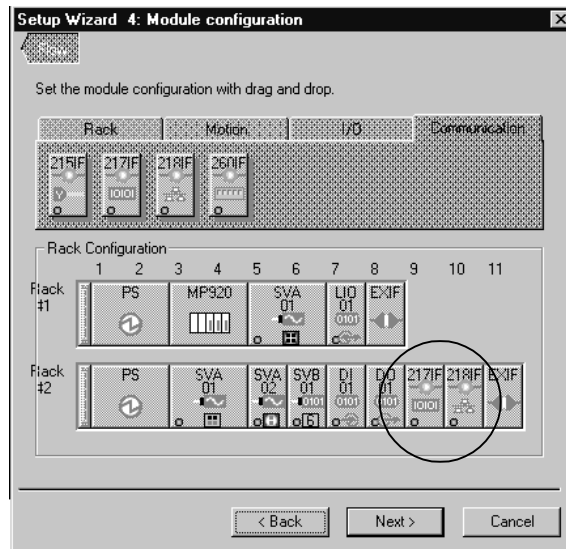 Setup Wizard 4: Module configuration
Set the module configuration with drag and drop.
Rack Motion I/O Communication
215IF 217IF 218IF 260IF
Rack Configuration
1 2 3 4 5 6 7 8 9 10 11
Rack #1
PS MP920 SVA 01 LIO 01 EXIF
Rack #2
PS SVA 01 SVA 02 SVB 01 DI 01 DO 01 217IF 218IF EXIF
< Back Next > Cancel